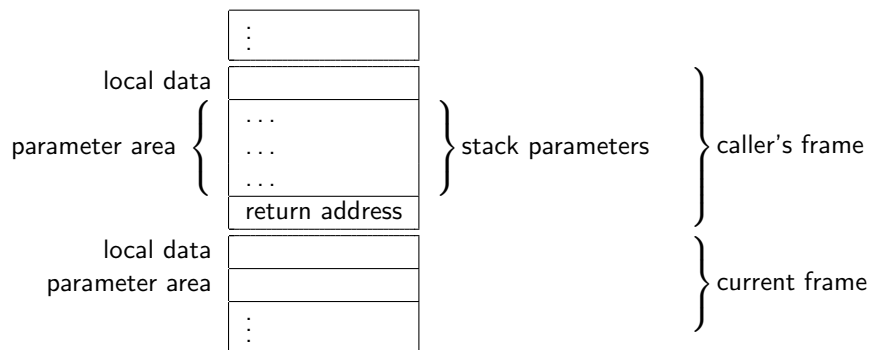 ⋮
local data
parameter area
. . .
. . .
. . .
stack parameters
caller's frame
return address
local data
parameter area
current frame
⋮